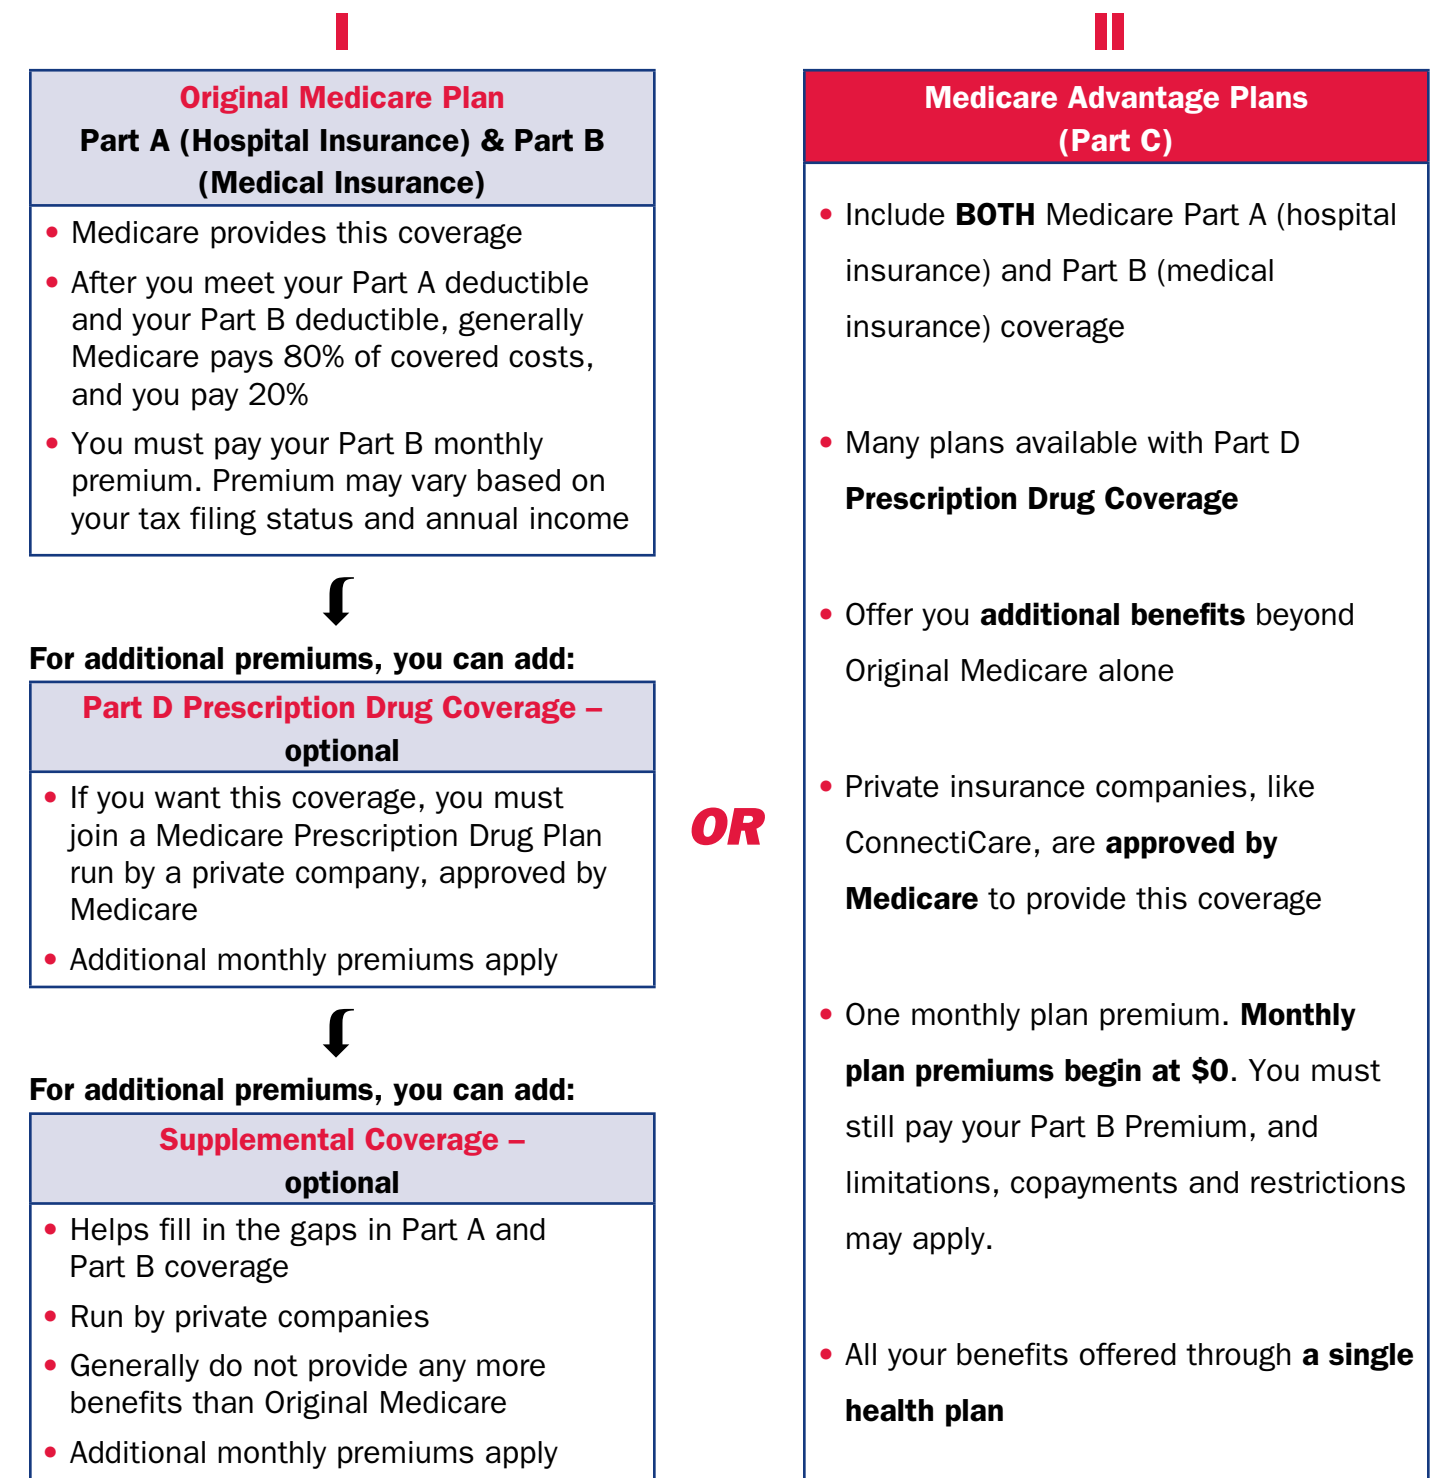 I
Original Medicare Plan
Part A (Hospital Insurance) & Part B
(Medical Insurance)
• Medicare provides this coverage
• After you meet your Part A deductible
and your Part B deductible, generally
Medicare pays 80% of covered costs,
and you pay 20%
• You must pay your Part B monthly
premium. Premium may vary based on
your tax filing status and annual income
For additional premiums, you can add:
Part D Prescription Drug Coverage –
optional
• If you want this coverage, you must
join a Medicare Prescription Drug Plan
run by a private company, approved by
Medicare
• Additional monthly premiums apply
For additional premiums, you can add:
Supplemental Coverage –
optional
• Helps fill in the gaps in Part A and
Part B coverage
• Run by private companies
• Generally do not provide any more
benefits than Original Medicare
• Additional monthly premiums apply
OR
II
Medicare Advantage Plans
(Part C)
• Include BOTH Medicare Part A (hospital
insurance) and Part B (medical
insurance) coverage
• Many plans available with Part D
Prescription Drug Coverage
• Offer you additional benefits beyond
Original Medicare alone
• Private insurance companies, like
ConnectiCare, are approved by
Medicare to provide this coverage
• One monthly plan premium. Monthly
plan premiums begin at $0. You must
still pay your Part B Premium, and
limitations, copayments and restrictions
may apply.
• All your benefits offered through a single
health plan